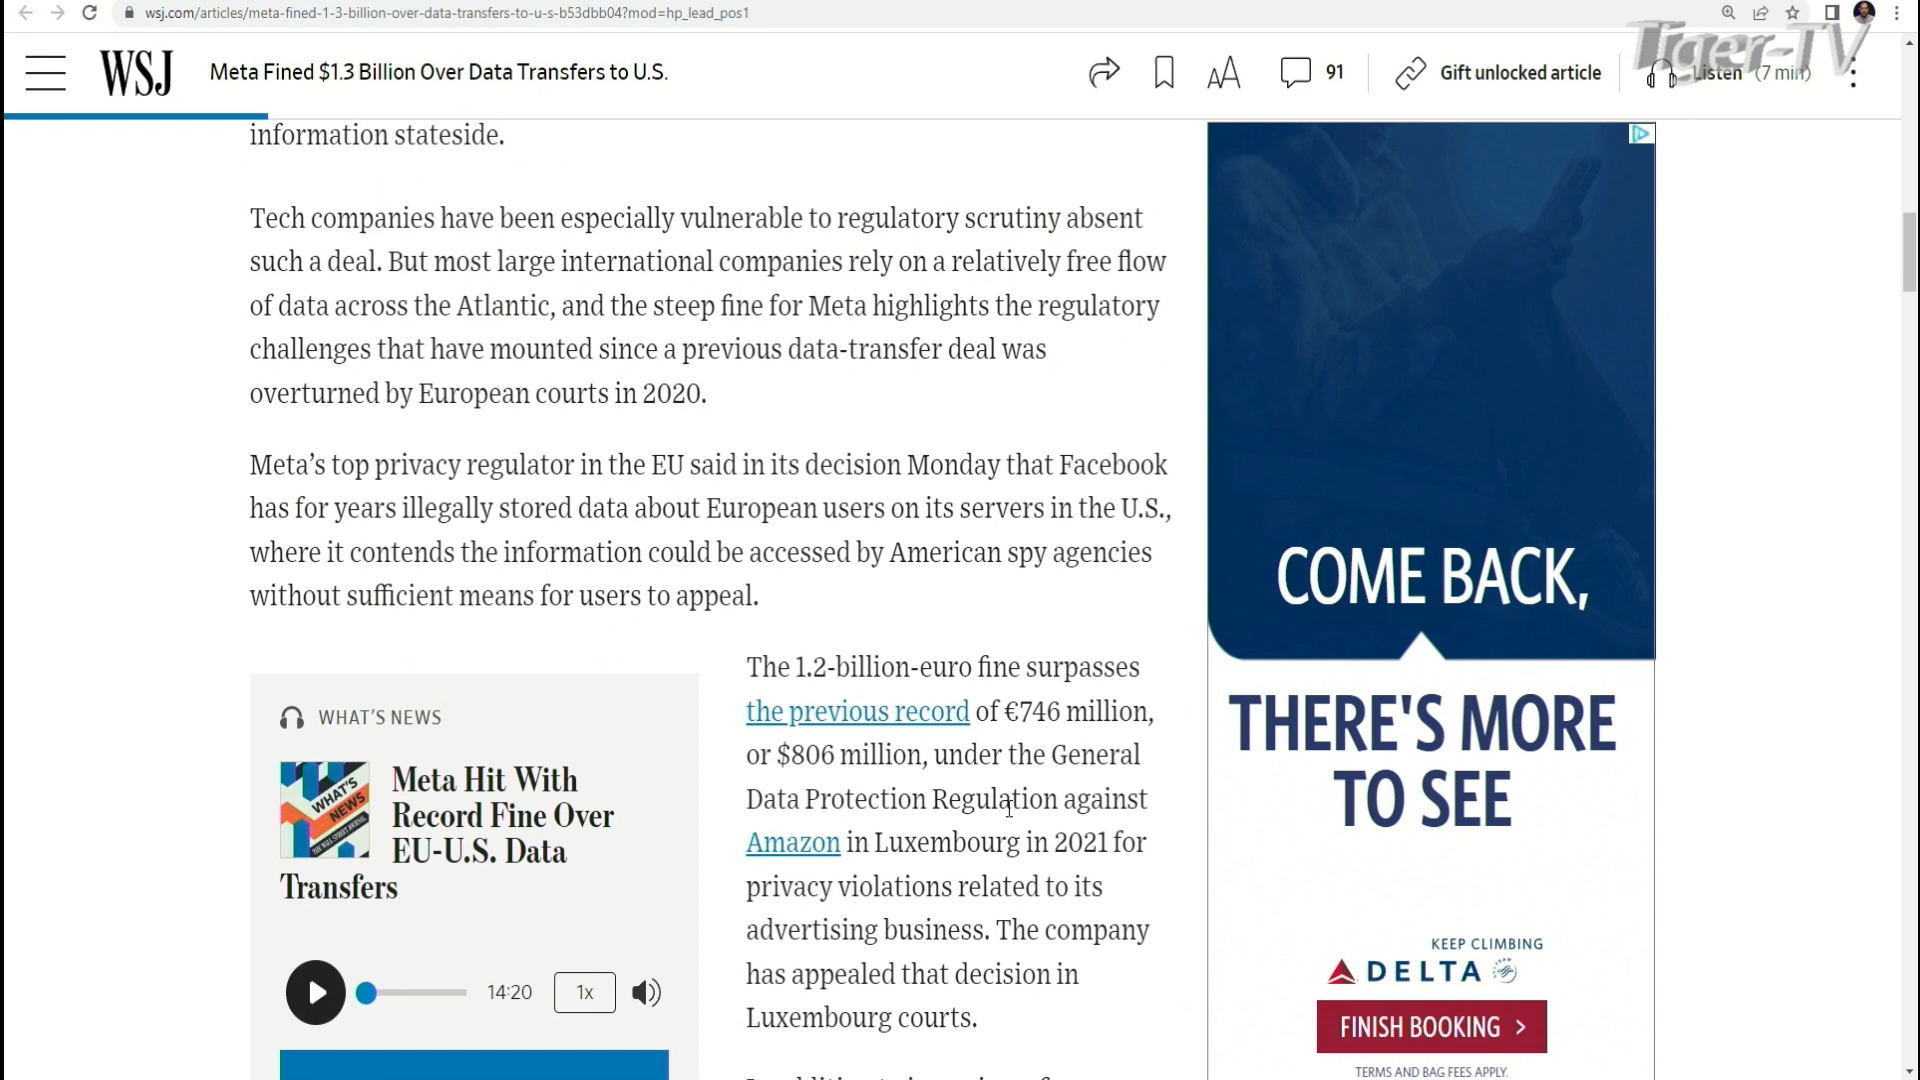 wsj.com/articles/meta-fined-1-3-billion-over-data-transfers-to-u-s-b53dbb04?mod=hp_lead_pos1
Tiger-TV
WSJ
Meta Fined $1.3 Billion Over Data Transfers to U.S.
91
Gift unlocked article
Listen (7 min)
information stateside.
Tech companies have been especially vulnerable to regulatory scrutiny absent
such a deal. But most large international companies rely on a relatively free flow
of data across the Atlantic, and the steep fine for Meta highlights the regulatory
challenges that have mounted since a previous data-transfer deal was
overturned by European courts in 2020.
Meta’s top privacy regulator in the EU said in its decision Monday that Facebook
has for years illegally stored data about European users on its servers in the U.S.,
where it contends the information could be accessed by American spy agencies
without sufficient means for users to appeal.
WHAT’S NEWS
WHAT'S
NEWS
THE WALL STREET JOURNAL
Meta Hit With
Record Fine Over
EU-U.S. Data
Transfers
14:20
1x
The 1.2-billion-euro fine surpasses
the previous record of €746 million,
or $806 million, under the General
Data Protection Regulation against
Amazon in Luxembourg in 2021 for
privacy violations related to its
advertising business. The company
has appealed that decision in
Luxembourg courts.
COME BACK,
THERE'S MORE
TO SEE
KEEP CLIMBING
DELTA
FINISH BOOKING >
TERMS AND BAG FEES APPLY.